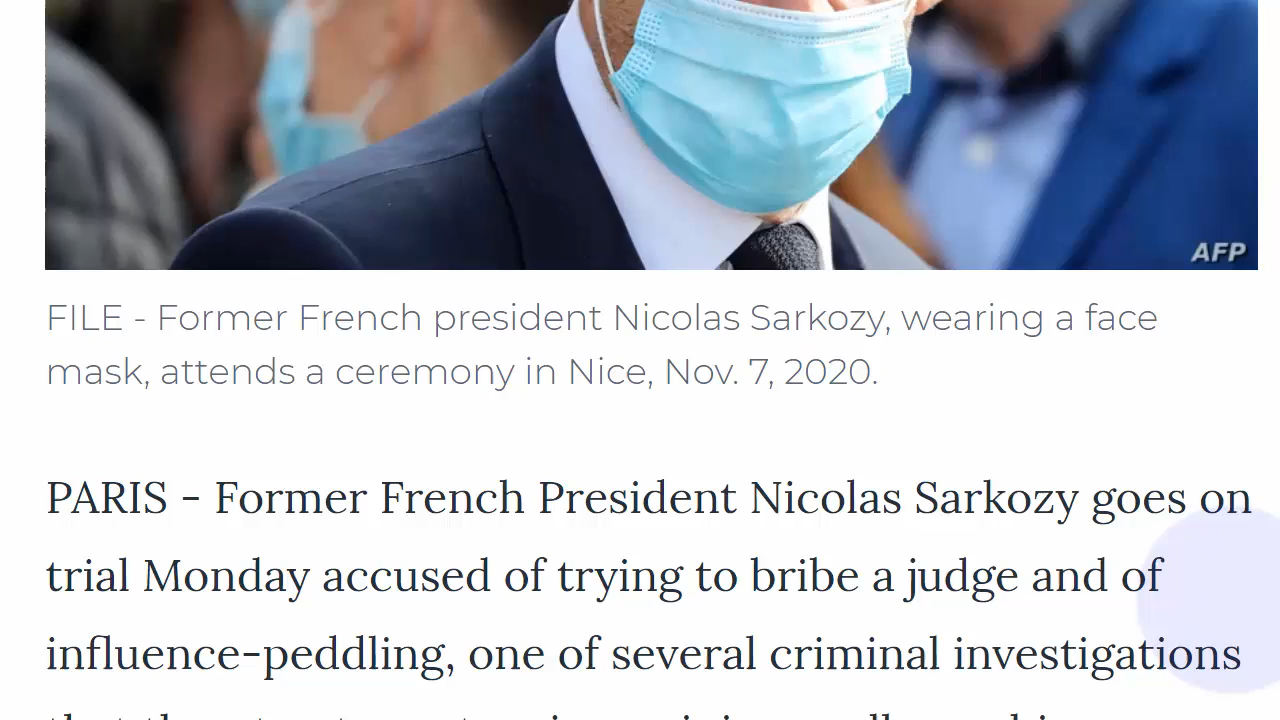 AFP
FILE - Former French president Nicolas Sarkozy, wearing a face
mask, attends a ceremony in Nice, Nov. 7, 2020.
PARIS - Former French President Nicolas Sarkozy goes on
trial Monday accused of trying to bribe a judge and of
influence-peddling, one of several criminal investigations